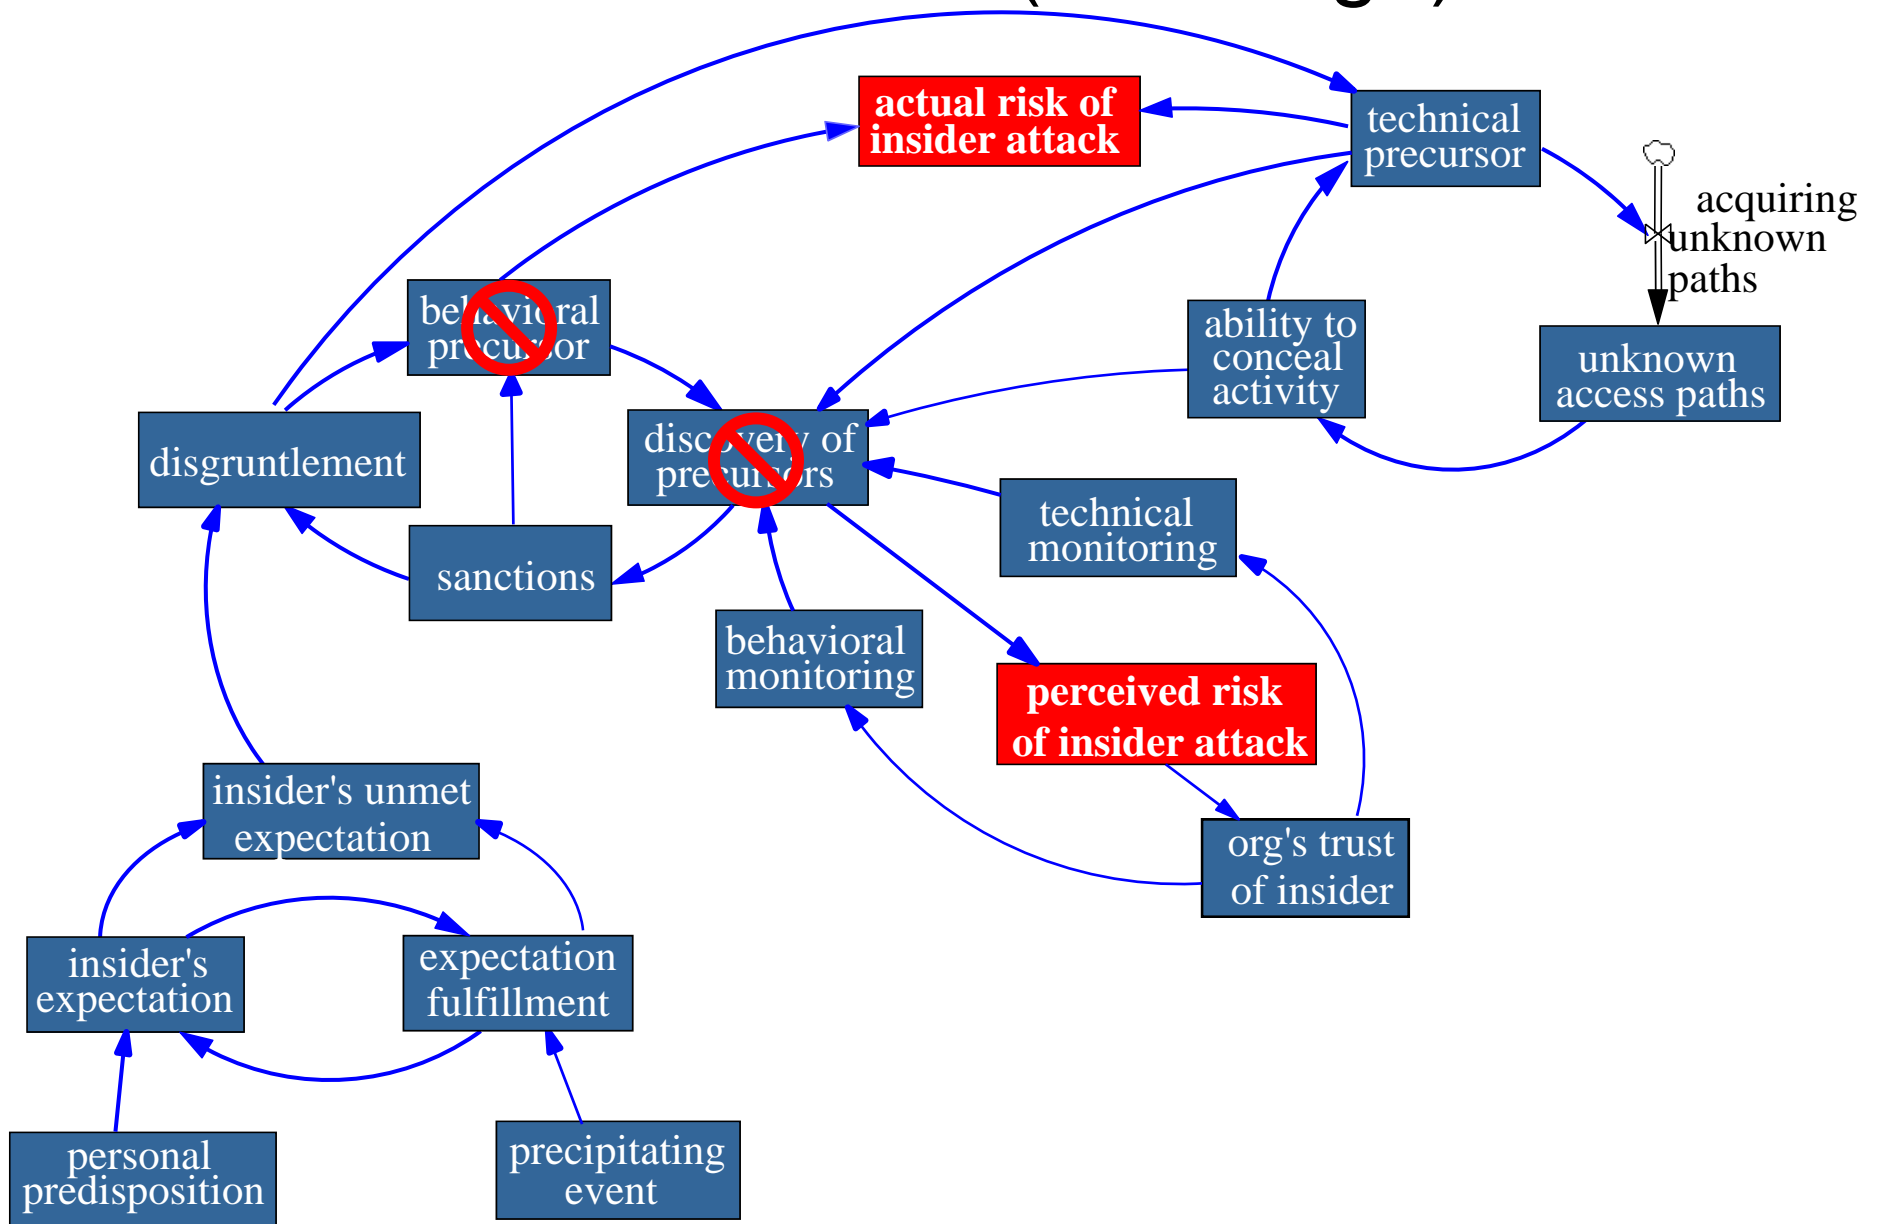 actual risk of
insider attack
technical
precursor
acquiring
unknown
paths
behavioral
precursor
ability to
conceal
activity
unknown
access paths
disgruntlement
discovery of
precursors
technical
monitoring
sanctions
behavioral
monitoring
perceived risk
of insider attack
insider's unmet
expectation
org's trust
of insider
insider's
expectation
expectation
fulfillment
personal
predisposition
precipitating
event